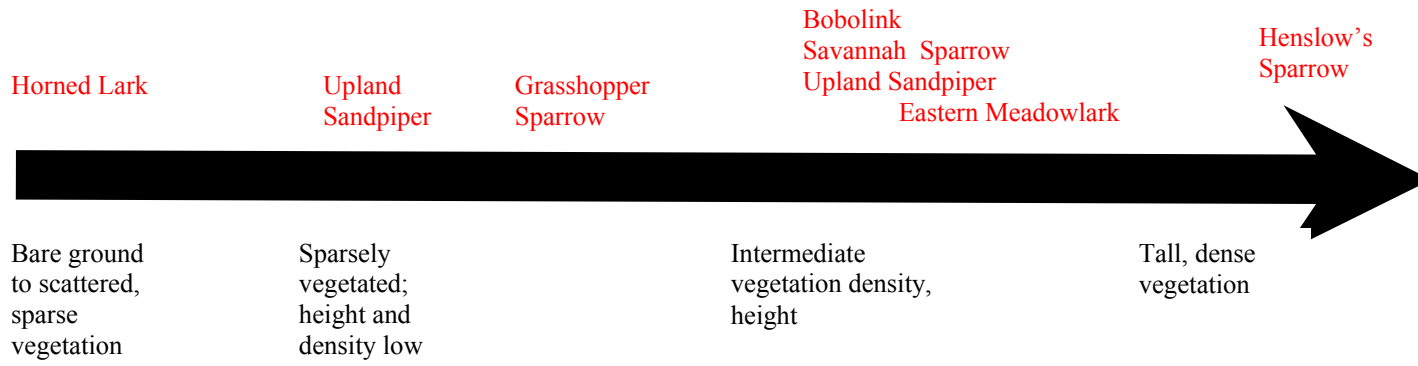 Horned Lark
Upland
Sandpiper
Grasshopper
Sparrow
Bobolink
Savannah Sparrow
Upland Sandpiper
Eastern Meadowlark
Henslow’s
Sparrow
Bare ground
to scattered,
sparse
vegetation
Sparsely
vegetated;
height and
density low
Intermediate
vegetation density,
height
Tall, dense
vegetation